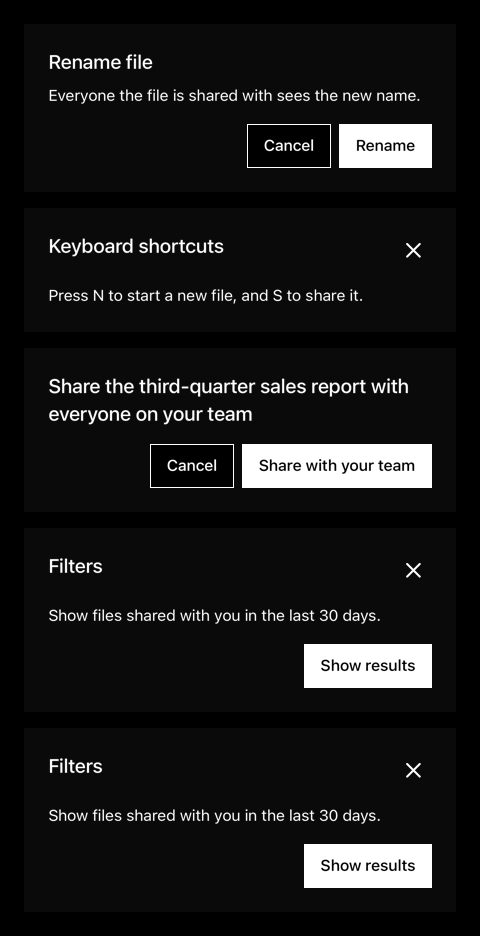 Rename file
Everyone the file is shared with sees the new name.
Cancel
Rename
Keyboard shortcuts
Press N to start a new file, and S to share it.
Share the third-quarter sales report with
everyone on your team
Cancel
Share with your team
Filters
Show files shared with you in the last 30 days.
Show results
Filters
Show files shared with you in the last 30 days.
Show results